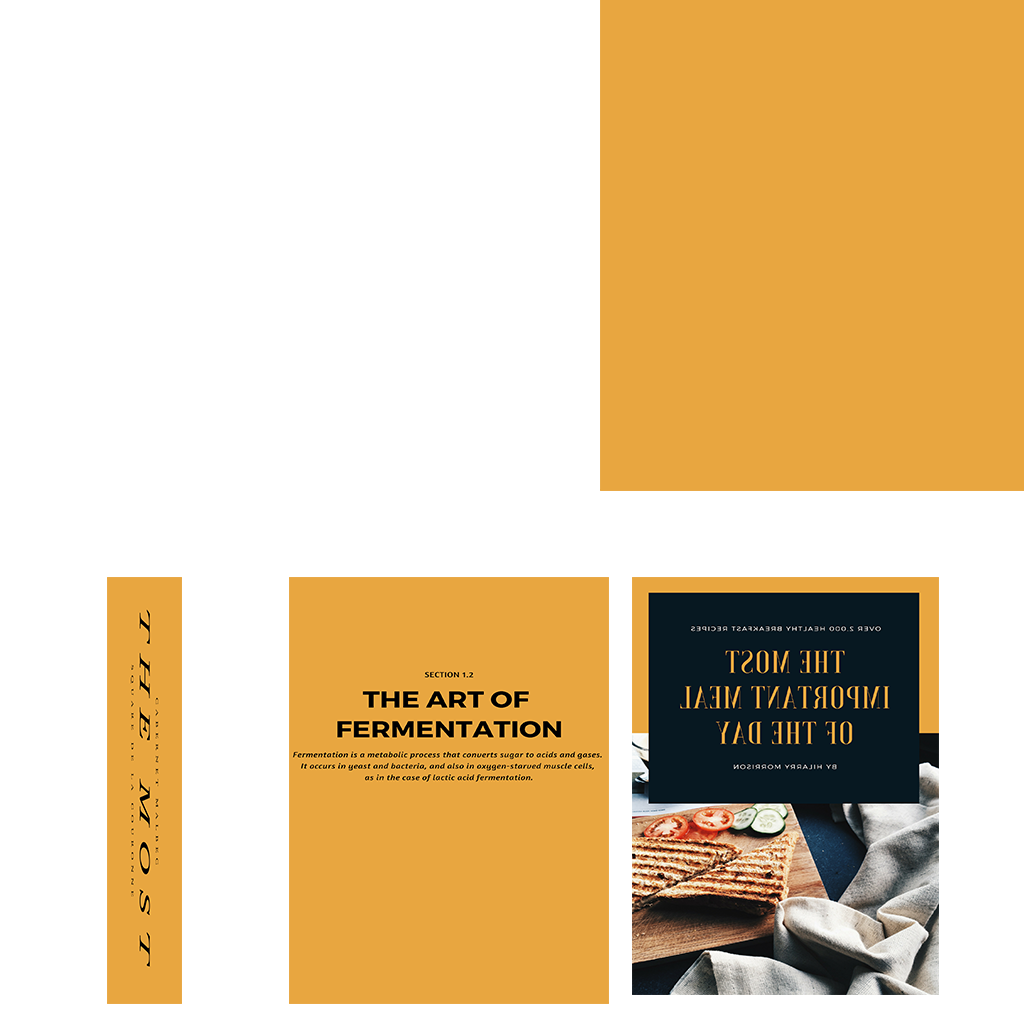 THE MOST
CABERNET MALBEC
SQUARE DE LA COURONNE
SECTION 1.2
THE ART OF
FERMENTATION
Fermentation is a metabolic process that converts sugar to acids and gases.
It occurs in yeast and bacteria, and also in oxygen-starved muscle cells,
as in the case of lactic acid fermentation.
OVER 2,000 HEALTHY BREAKFAST RECIPES
THE MOST
IMPORTANT MEAL
OF THE DAY
BY HILARRY MORRISON